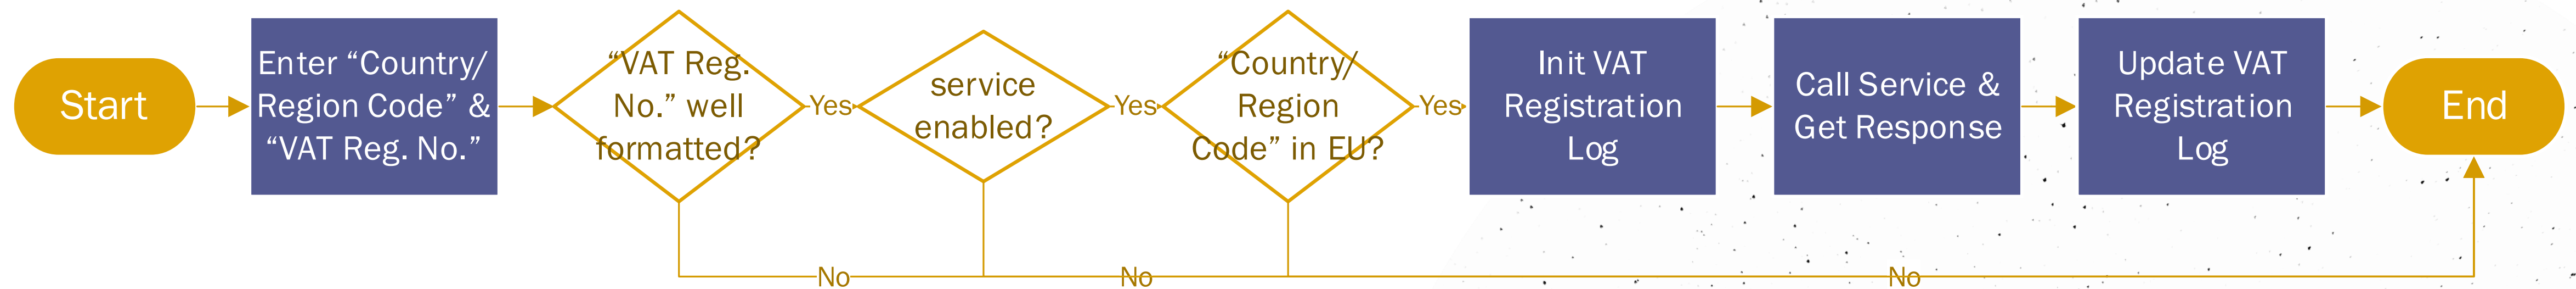 Start
Enter “Country/
Region Code” &
“VAT Reg. No.”
“VAT Reg.
No.” well
formatted?
Yes
service
enabled?
Yes
“Country/
Region
Code” in EU?
Yes
Init VAT
Registration
Log
Call Service &
Get Response
Update VAT
Registration
Log
End
No
No
No